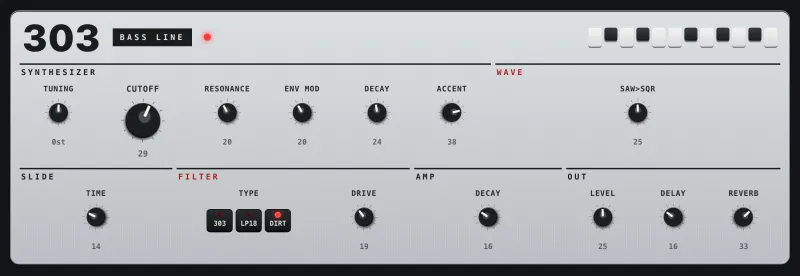 303 BASS LINE
SYNTHESIZER WAVE
TUNING CUTOFF RESONANCE ENV MOD DECAY ACCENT SAW>SQR
0st 29 20 20 24 38 25
SLIDE FILTER AMP OUT
TIME TYPE DRIVE DECAY LEVEL DELAY REVERB
303 LP18 DIRT
14 19 16 25 16 33